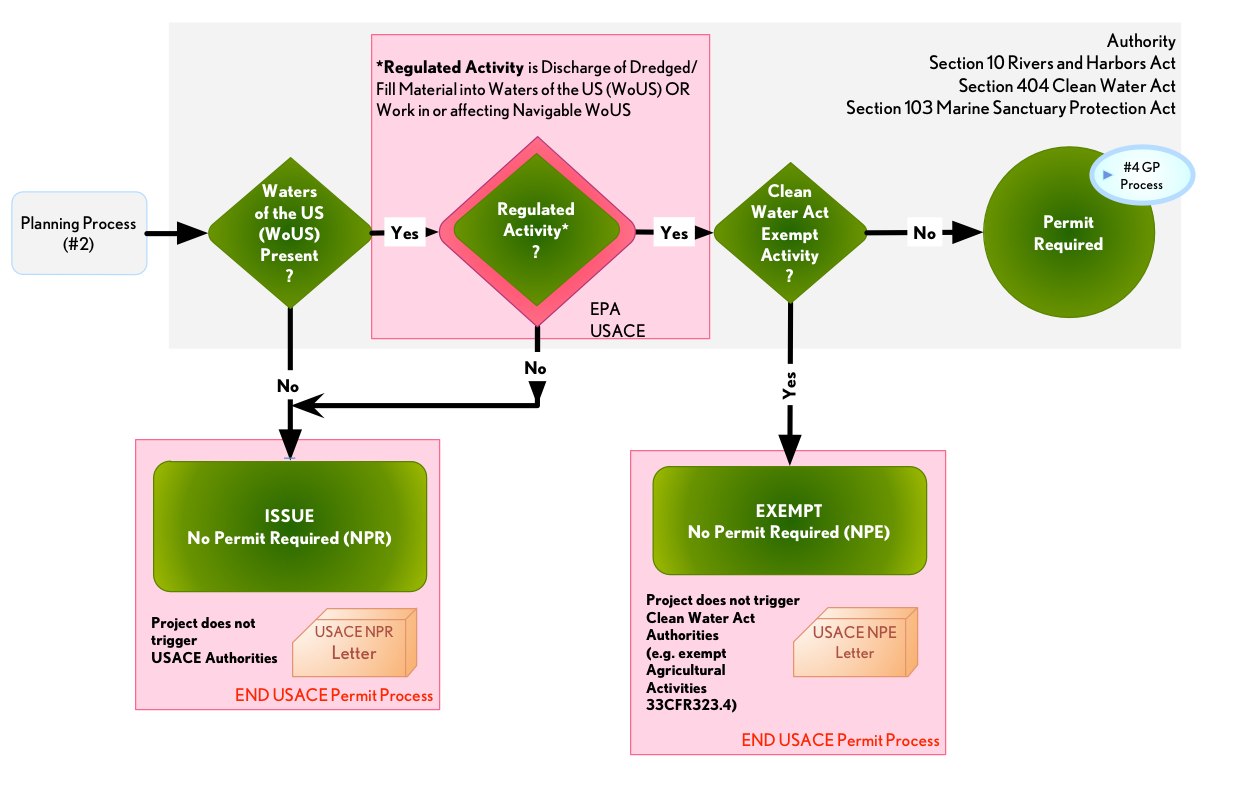 Authority
Section 10 Rivers and Harbors Act
Section 404 Clean Water Act
Section 103 Marine Sanctuary Protection Act
*Regulated Activity is Discharge of Dredged/
Fill Material into Waters of the US (WoUS) OR
Work in or affecting Navigable WoUS
Planning Process
(#2)
Waters
of the US
(WoUS)
Present
?
Yes
Regulated
Activity*
?
Yes
Clean
Water Act
Exempt
Activity
?
No
Permit
Required
#4 GP
Process
EPA
USACE
No
No
Yes
ISSUE
No Permit Required (NPR)
Project does not
trigger
USACE Authorities
USACE NPR
Letter
END USACE Permit Process
EXEMPT
No Permit Required (NPE)
Project does not trigger
Clean Water Act
Authorities
(e.g. exempt
Agricultural
Activities
33CFR323.4)
USACE NPE
Letter
END USACE Permit Process